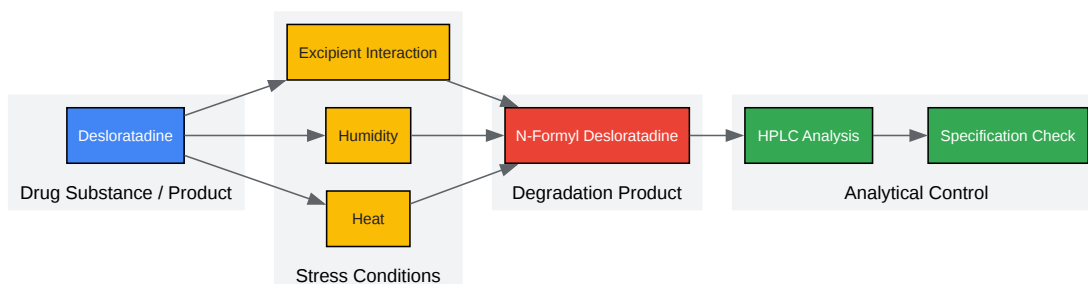 Excipient Interaction
Desloratadine
Humidity
N-Formyl Desloratadine
HPLC Analysis
Specification Check
Drug Substance / Product
Degradation Product
Analytical Control
Heat
Stress Conditions